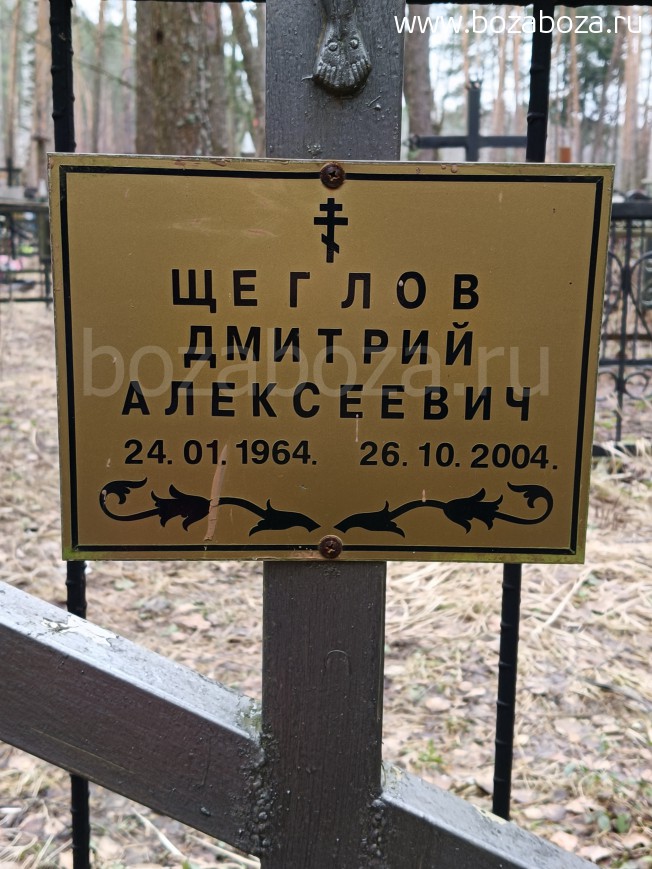 www.bozaboza.ru
ЩЕГЛОВ
ДМИТРИЙ
bozaboza.ru
АЛЕКСЕЕВИЧ
24.01.1964. 26.10.2004.